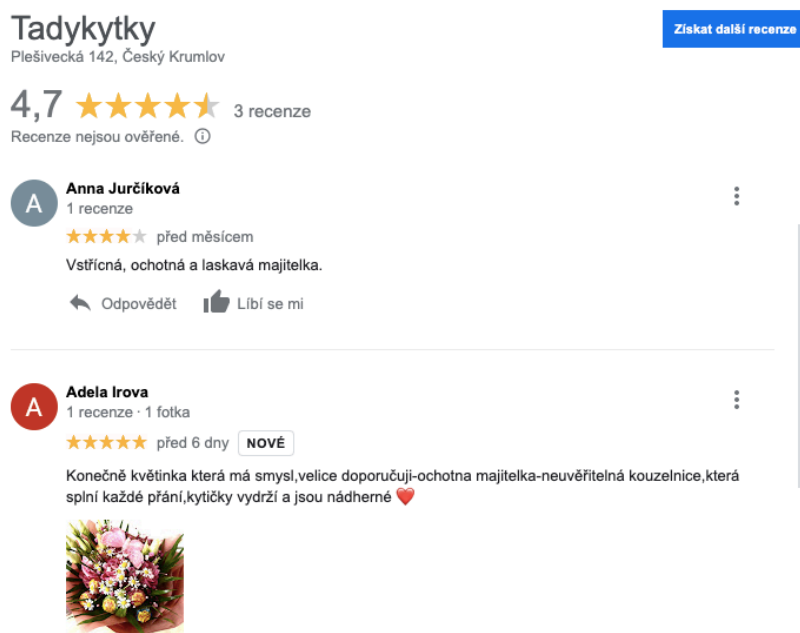 Tadykytky
Získat další recenze
Plešivecká 142, Český Krumlov
4,7 3 recenze
Recenze nejsou ověřené.
A
Anna Jurčíková
1 recenze
před měsícem
Vstřícná, ochotná a laskavá majitelka.
Odpovědět Líbí se mi
A
Adela Irova
1 recenze · 1 fotka
před 6 dny NOVÉ
Konečně květinka která má smysl,velice doporučuji-ochotna majitelka-neuvěřitelná kouzelnice,která
splní každé přání,kytičky vydrží a jsou nádherné ❤️